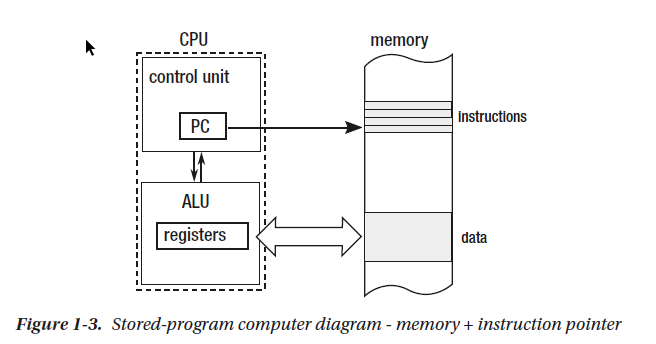 CPU
memory
control unit
PC
instructions
ALU
registers
data
Figure 1-3. Stored-program computer diagram - memory + instruction pointer